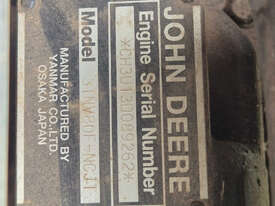 JOHN DEERE
Engine Serial Number
Model
MANUFACTURED BY
YANMAR CO., LTD.
OSAKA JAPAN